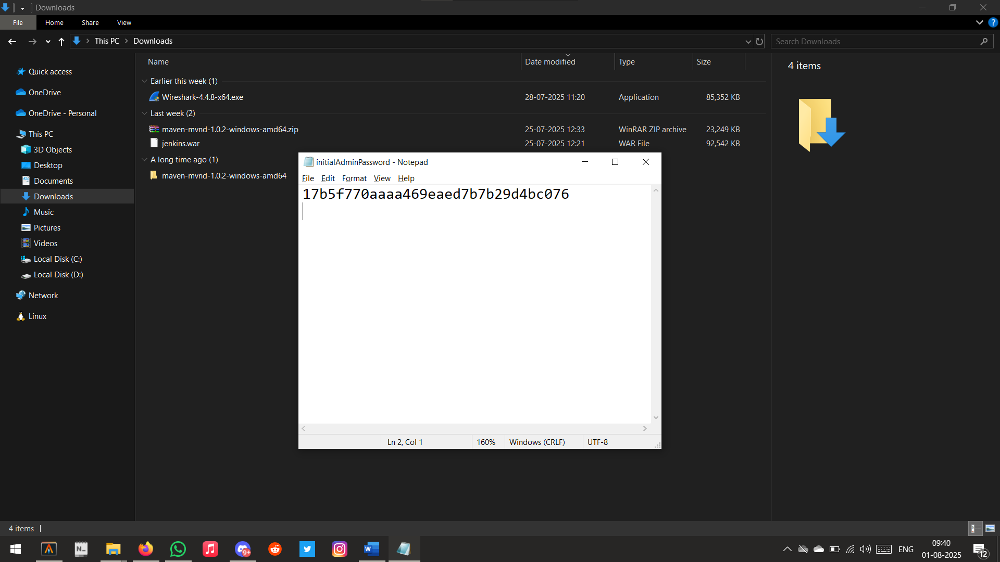 Downloads
File Home Share View
This PC Downloads
Search Downloads
Name Date modified Type Size
Quick access
OneDrive
OneDrive - Personal
This PC
3D Objects
Desktop
Documents
Downloads
Music
Pictures
Videos
Local Disk (C:)
Local Disk (D:)
Network
Linux
Earlier this week (1)
Wireshark-4.4.8-x64.exe 28-07-2025 11:20 Application 85,352 KB
Last week (2)
maven-mvnd-1.0.2-windows-amd64.zip 25-07-2025 12:33 WinRAR ZIP archive 23,249 KB
jenkins.war 25-07-2025 12:21 WAR File 92,542 KB
A long time ago (1)
maven-mvnd-1.0.2-windows-amd64
4 items
initialAdminPassword - Notepad
File Edit Format View Help
17b5f770aaaa469eaed7b7b29d4bc076
Ln 2, Col 1 160% Windows (CRLF) UTF-8
4 items
N_
9+
W
ENG
09:40
01-08-2025
12